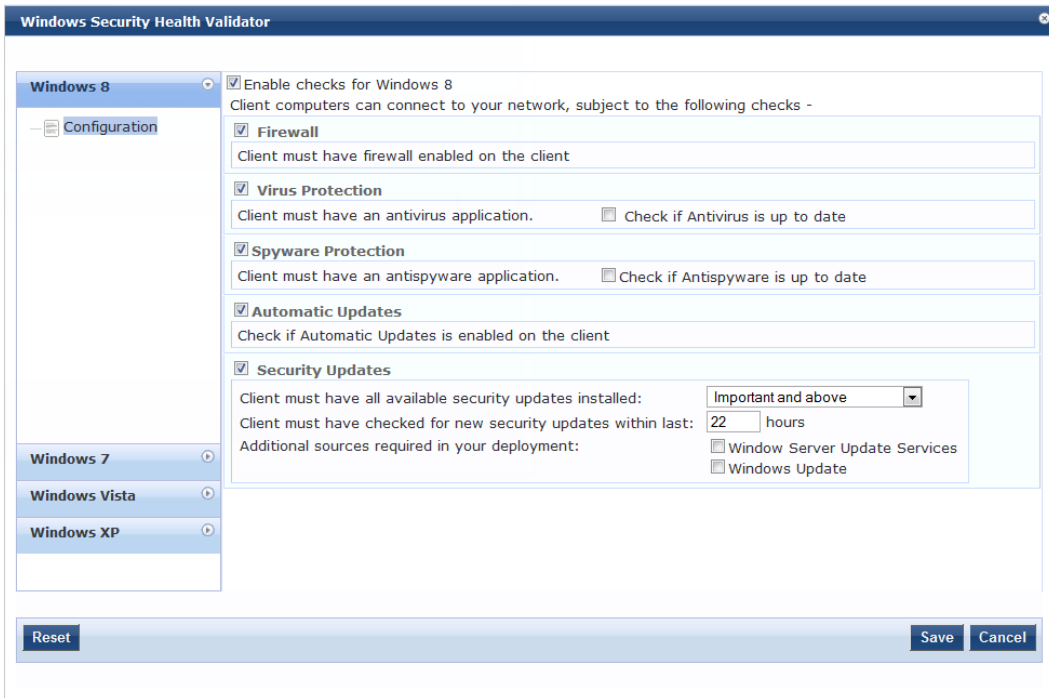 Windows Security Health Validator
Windows 8
Configuration
Windows 7
Windows Vista
Windows XP
Enable checks for Windows 8
Client computers can connect to your network, subject to the following checks -
Firewall
Client must have firewall enabled on the client
Virus Protection
Client must have an antivirus application. Check if Antivirus is up to date
Spyware Protection
Client must have an antispyware application. Check if Antispyware is up to date
Automatic Updates
Check if Automatic Updates is enabled on the client
Security Updates
Client must have all available security updates installed: Important and above
Client must have checked for new security updates within last: 22 hours
Additional sources required in your deployment: Window Server Update Services
Windows Update
Reset Save Cancel